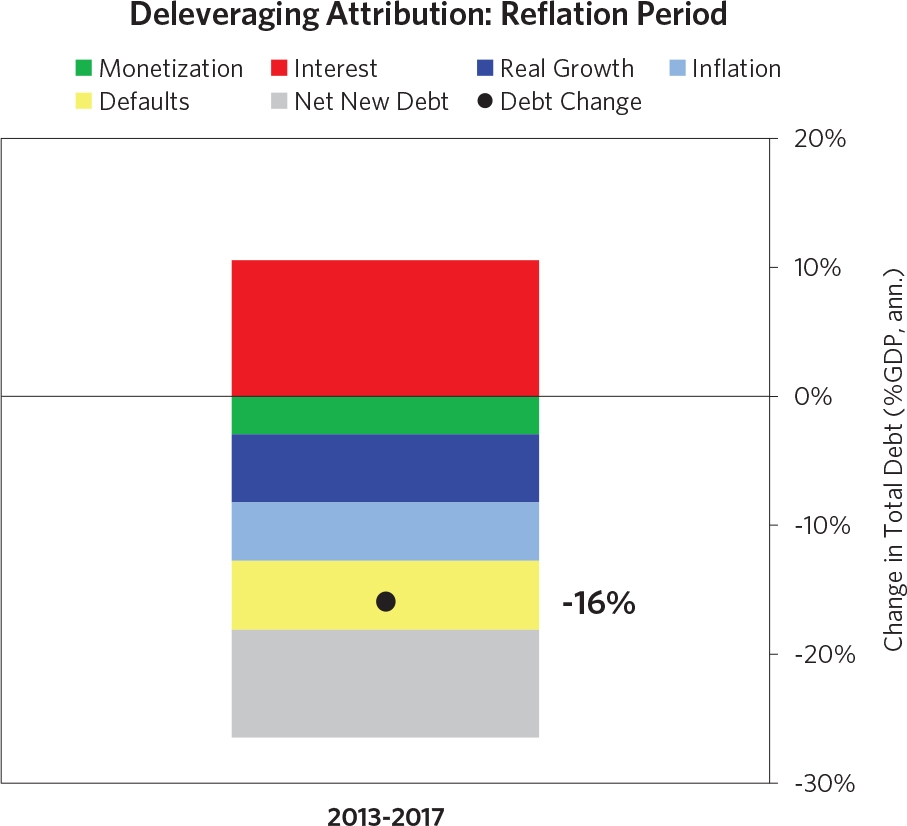 Deleveraging Attribution: Reflation Period
Monetization Interest Real Growth Inflation
Defaults Net New Debt Debt Change
20%
10%
0%
-10%
-16%
-20%
-30%
Change in Total Debt (%GDP, ann.)
2013-2017